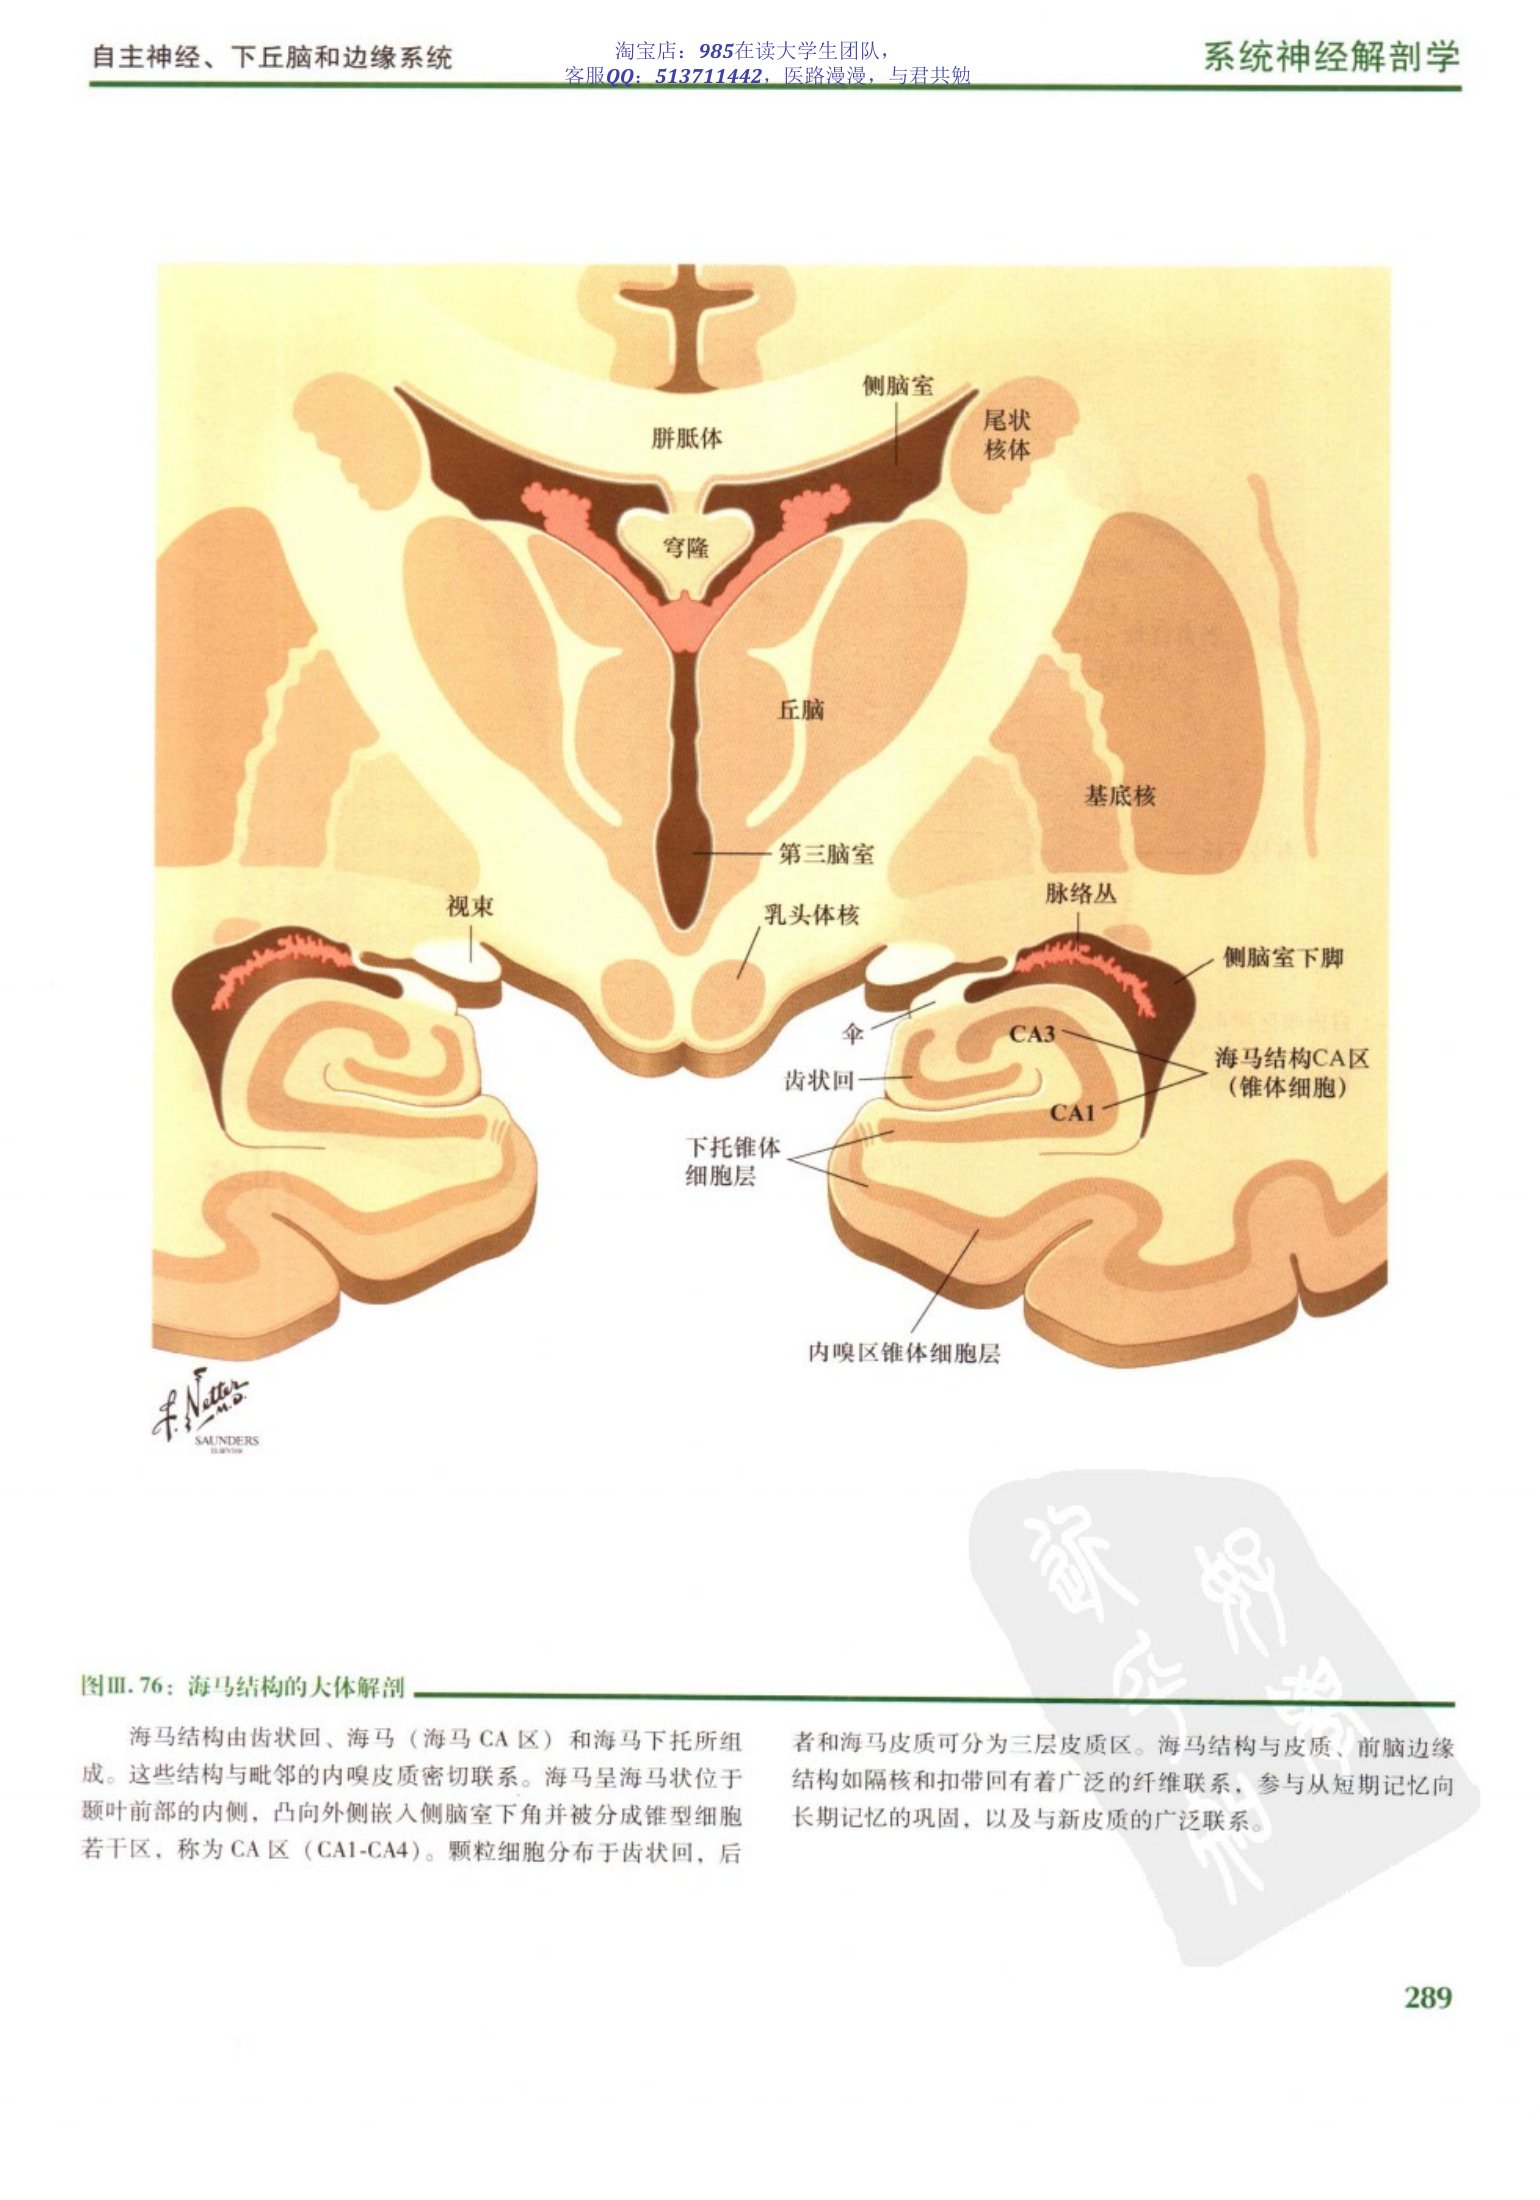 自主神经、下丘脑和边缘系统
淘宝店：985在读大学生团队，
客服QQ：513711442，医路漫漫，与君共勉
系统神经解剖学
侧脑室
尾状
核体
胼胝体
穹隆
丘脑
基底核
第三脑室
视束
乳头体核
脉络丛
侧脑室下脚
伞
CA3
海马结构CA区
（锥体细胞）
齿状回
CA1
下托锥体
细胞层
内嗅区锥体细胞层
F. Netter
M.D.
SAUNDERS
ELSEVIER
图Ⅲ.76：海马结构的大体解剖
海马结构由齿状回、海马（海马 CA 区）和海马下托所组
成。这些结构与毗邻的内嗅皮质密切联系。海马呈海马状位于
颞叶前部的内侧，凸向外侧嵌入侧脑室下角并被分成锥型细胞
若干区，称为 CA 区（CA1-CA4）。颗粒细胞分布于齿状回，后
者和海马皮质可分为三层皮质区。海马结构与皮质、前脑边缘
结构如隔核和扣带回有着广泛的纤维联系，参与从短期记忆向
长期记忆的巩固，以及与新皮质的广泛联系。
289